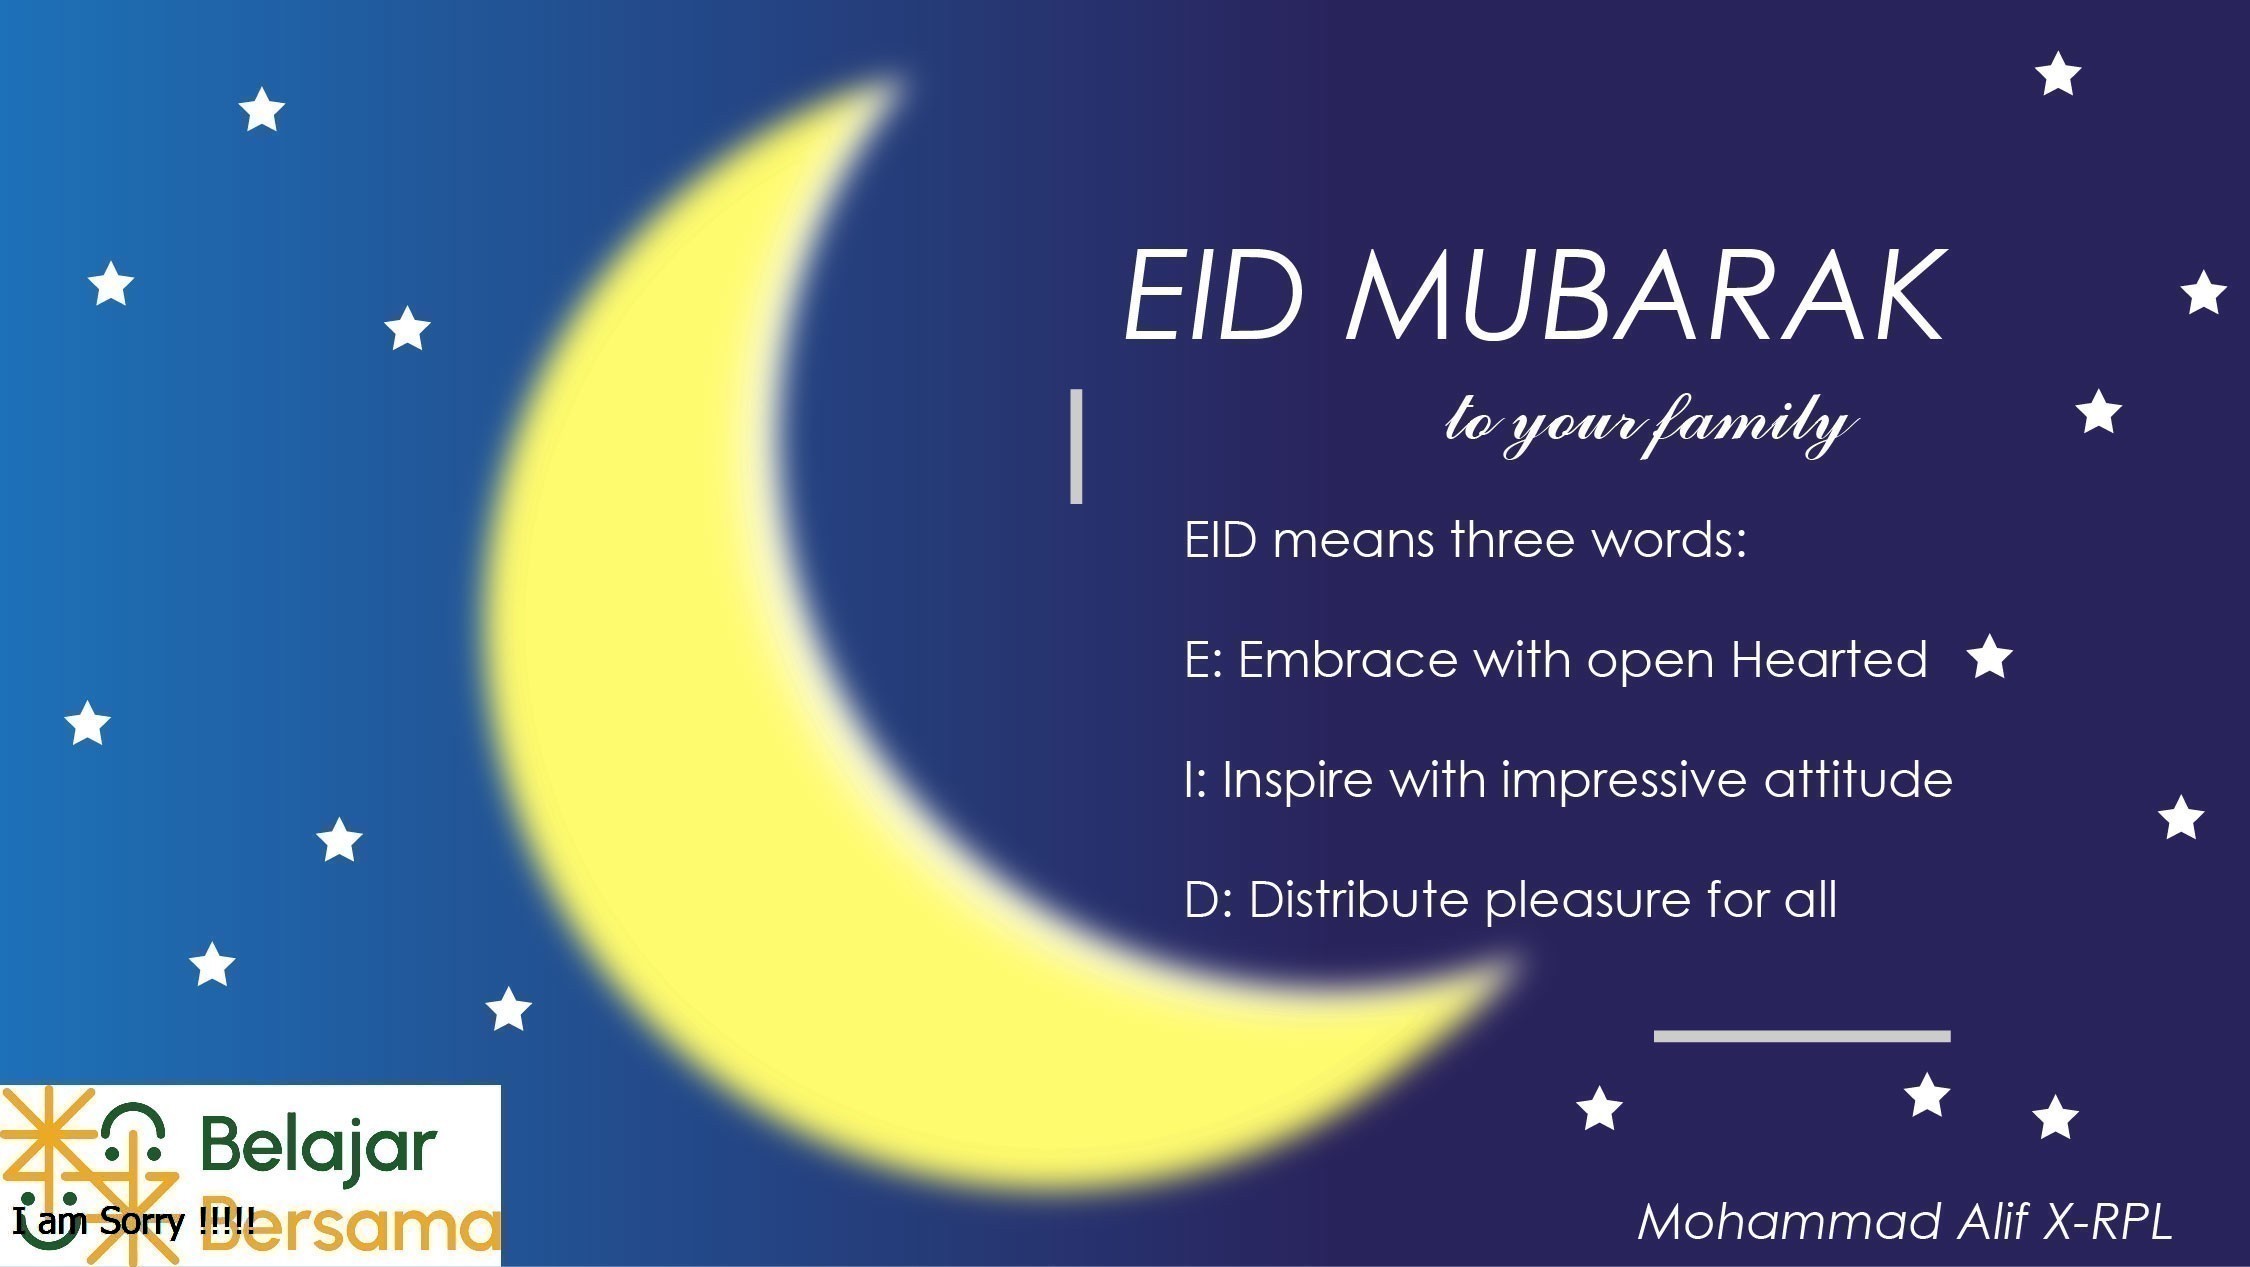 EID MUBARAK
to your family
EID means three words:
E: Embrace with open Hearted
I: Inspire with impressive attitude
D: Distribute pleasure for all
Belajar
Bersama
I am Sorry !!!!!
Mohammad Alif X-RPL